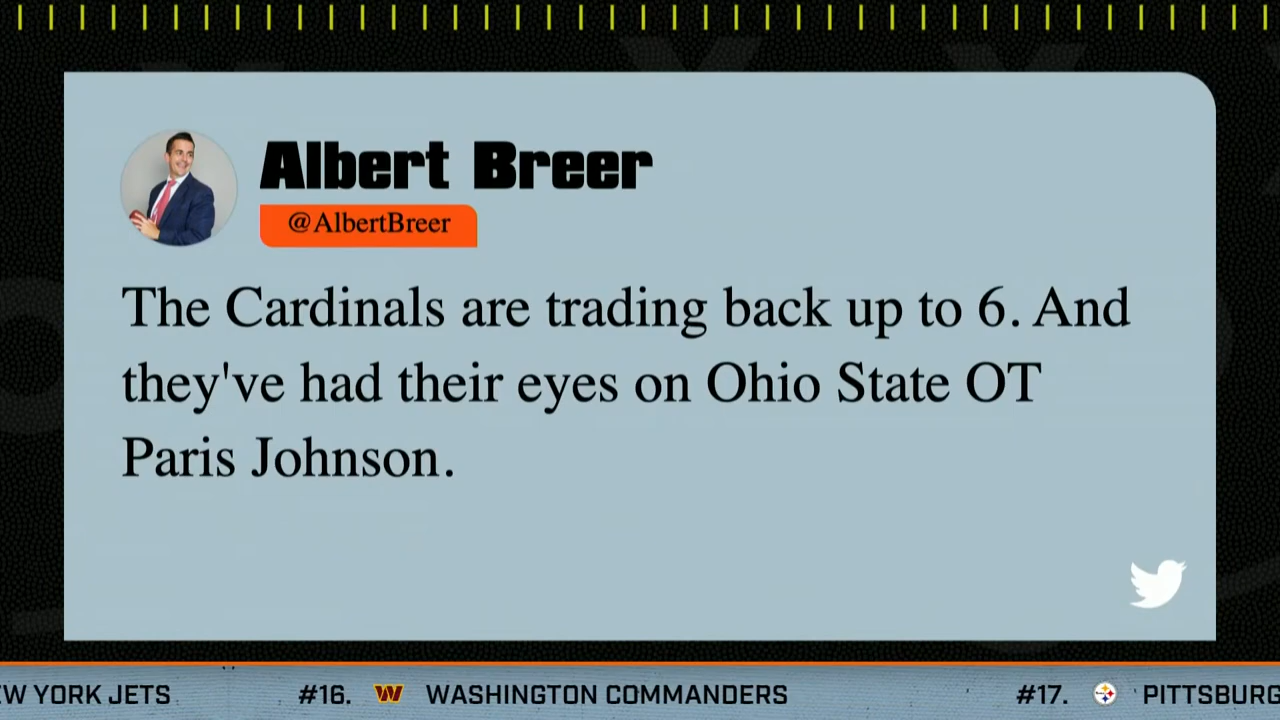 Albert Breer
@AlbertBreer
The Cardinals are trading back up to 6. And
they've had their eyes on Ohio State OT
Paris Johnson.
EW YORK JETS #16. W WASHINGTON COMMANDERS #17. PITTSBURG